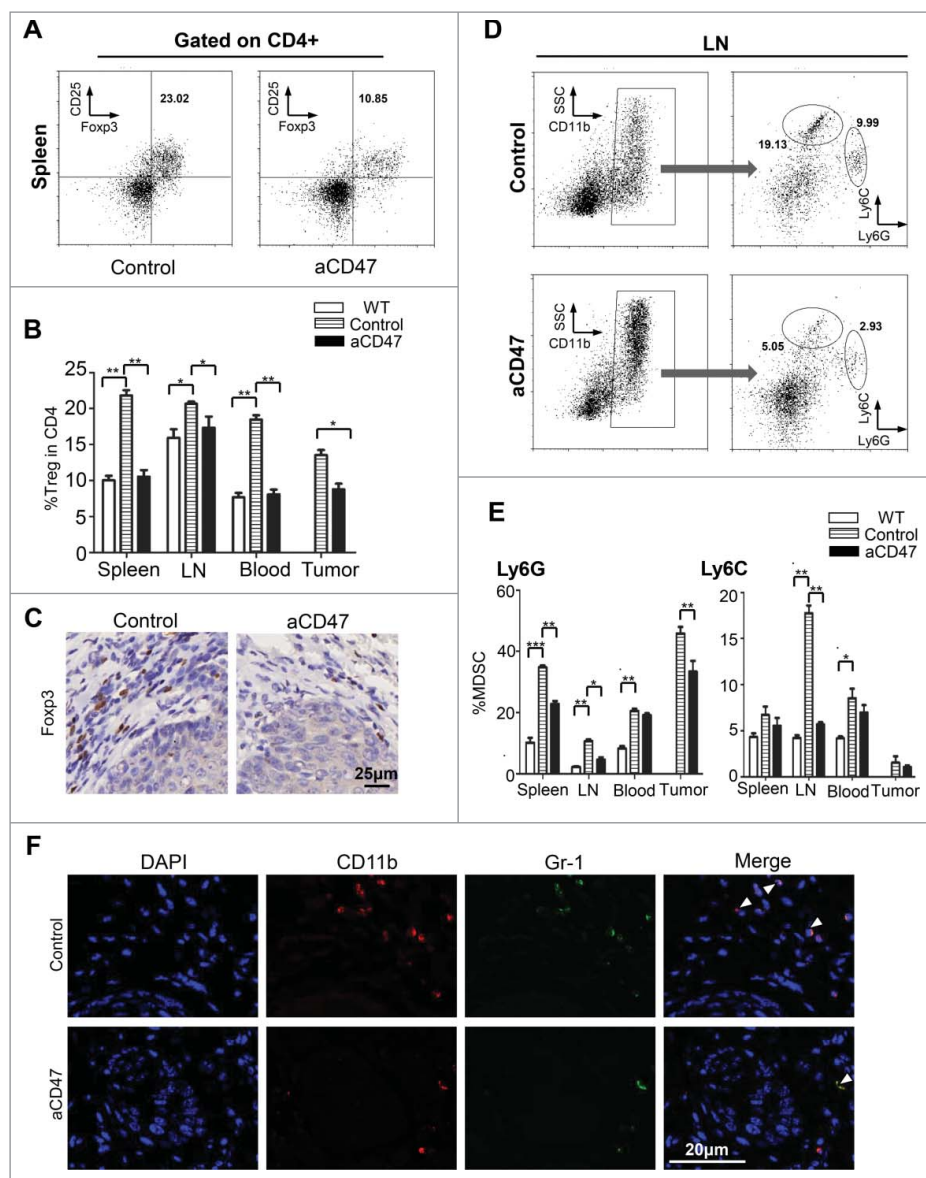 A
Gated on CD4+
CD25
Foxp3
23.02
CD25
Foxp3
10.85
Spleen
Control
aCD47
B
WT
Control
aCD47
%Treg in CD4
25
20
15
10
5
0
** ** * * ** ** *
Spleen LN Blood Tumor
C
Control aCD47
Foxp3
25µm
D
LN
Control
SSC
CD11b
19.13
9.99
Ly6C
Ly6G
aCD47
SSC
CD11b
5.05
2.93
Ly6C
Ly6G
E
WT
Control
aCD47
Ly6G
%MDSC
60
40
20
0
*** ** ** * ** **
Spleen LN Blood Tumor
Ly6C
20
15
10
5
0
** ** *
Spleen LN Blood Tumor
F
DAPI CD11b Gr-1 Merge
Control
aCD47
20µm